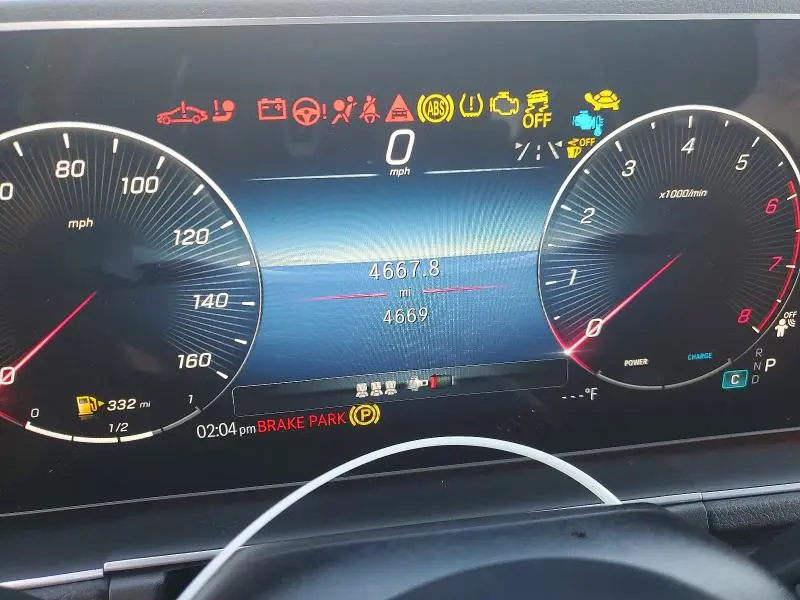 ABS
OFF
OFF
0
mph
80
100
120
140
160
mph
0
0
1/2
1
332 mi
4667.8
mi
4669
0
1
2
3
4
5
6
7
8
x1000/min
POWER
CHARGE
OFF
R
N
D
P
C
---°F
02:04 pm BRAKE PARK P